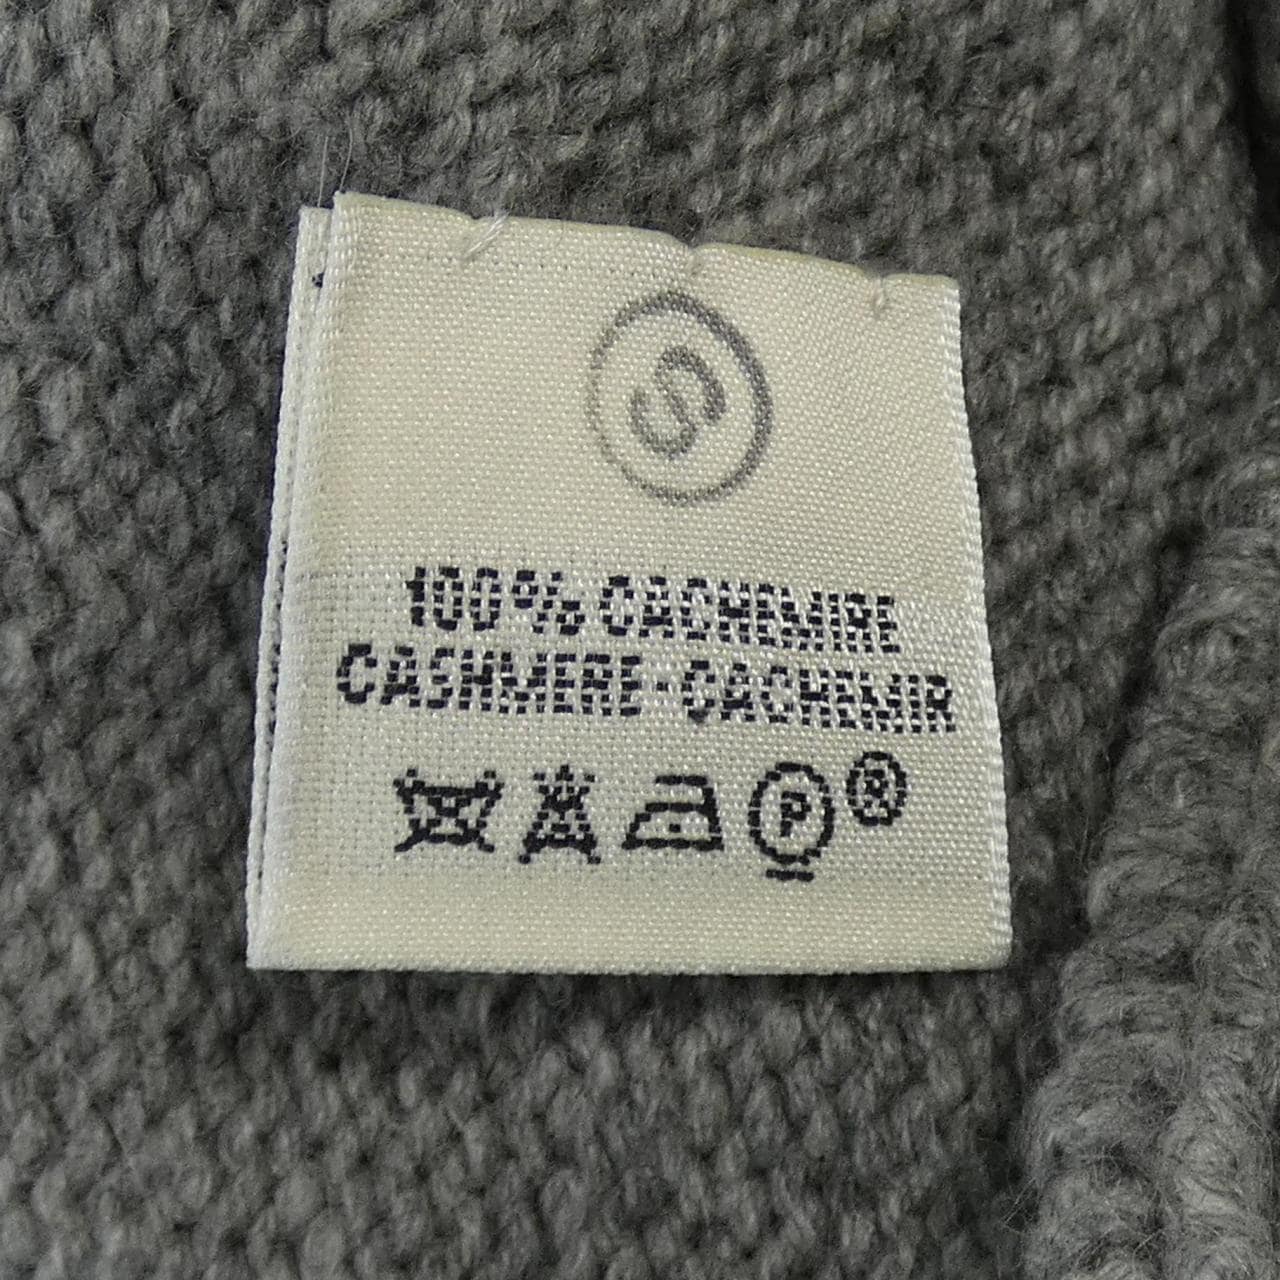 S
100% CACHEMIRE
CASHMERE-CACHEMIR
P ®